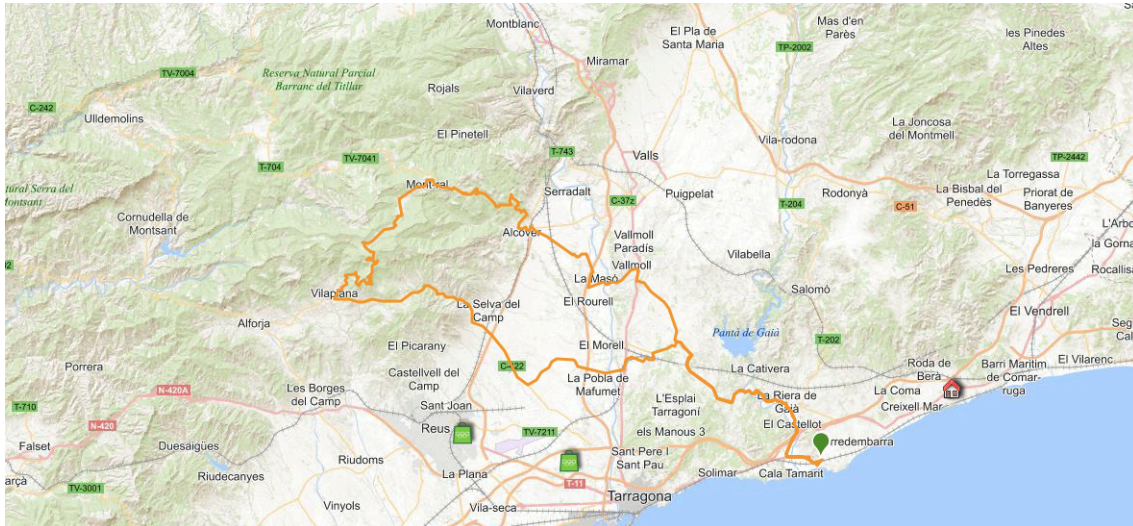 Montblanc
El Pla de
Santa Maria
Mas d'en
Parès
les Pinedes
Altes
TP-2002
Miramar
TV-7004
Reserva Natural Parcial
Barranc del Titllar
Rojals
Vilaverd
C-242
Ulldemolins
La Joncosa
del Montmell
El Pinetell
Vila-rodona
T-743
TV-7041
T-704
Valls
TP-2442
La Torregassa
Mont-ral
Serradalt
Puigpelat
Rodonyà
La Bisbal del
Penedès
Priorat de
Banyeres
C-37z
T-204
C-51
Natural Serra del
Montsant
Cornudella de
Montsant
Alcover
Vallmoll
Paradís
Vilabella
L'Arbo
la Gorna
Vallmoll
La Masó
Les Pedreres
Rocallis
Vilaplana
Salomó
La Selva del
Camp
El Rourell
El Vendrell
Alforja
Pantà de Gaià
T-202
El Picarany
El Morell
Roda de
Berà
Barri Maritim
de Comar-
ruga
El Vilarenc
Porrera
C-422
La Cativera
Castellvell del
Camp
La Pobla de
Mafumet
N-420A
Les Borges
del Camp
La Riera de
Gaià
La Coma
Creixell Mar
T-710
Sant Joan
L'Esplai
Tarragoní
El Castellot
N-420
Reus
TV-7211
els Manous 3
rredembarra
Falset
Duesaigües
Riudoms
Sant Pere I
Sant Pau
Solimar
Cala Tamarit
Riudecanyes
La Plana
T-11
TV-3001
Vinyols
Vila-seca
Tarragona